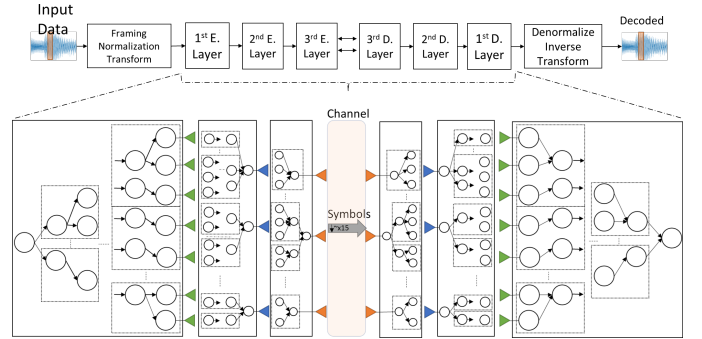 Input
Data
Framing
Normalization
Transform
1st E.
Layer
2nd E.
Layer
3rd E.
Layer
3rd D.
Layer
2nd D.
Layer
1st D.
Layer
Denormalize
Inverse
Transform
Decoded
f
Channel
Symbols
~x15